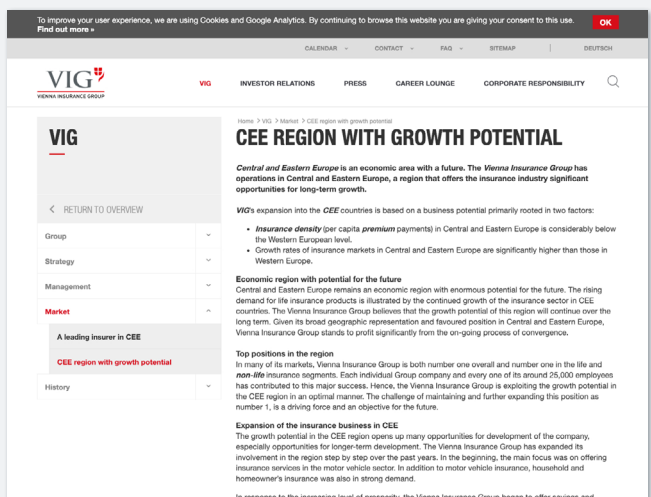 To improve your user experience, we are using Cookies and Google Analytics. By continuing to browse this website you are giving your consent to this use.
Find out more »
OK
CALENDAR
CONTACT
FAQ
SITEMAP
DEUTSCH
VIG
VIENNA INSURANCE GROUP
VIG
INVESTOR RELATIONS
PRESS
CAREER LOUNGE
CORPORATE RESPONSIBILITY
VIG
RETURN TO OVERVIEW
Group
Strategy
Management
Market
A leading insurer in CEE
CEE region with growth potential
History
Home > VIG > Market > CEE region with growth potential
CEE REGION WITH GROWTH POTENTIAL
Central and Eastern Europe is an economic area with a future. The Vienna Insurance Group has
operations in Central and Eastern Europe, a region that offers the insurance industry significant
opportunities for long-term growth.
VIG's expansion into the CEE countries is based on a business potential primarily rooted in two factors:
• Insurance density (per capita premium payments) in Central and Eastern Europe is considerably below
the Western European level.
• Growth rates of insurance markets in Central and Eastern Europe are significantly higher than those in
Western Europe.
Economic region with potential for the future
Central and Eastern Europe remains an economic region with enormous potential for the future. The rising
demand for life insurance products is illustrated by the continued growth of the insurance sector in CEE
countries. The Vienna Insurance Group believes that the growth potential of this region will continue over the
long term. Given its broad geographic representation and favoured position in Central and Eastern Europe,
Vienna Insurance Group stands to profit significantly from the on-going process of convergence.
Top positions in the region
In many of its markets, Vienna Insurance Group is both number one overall and number one in the life and
non-life insurance segments. Each individual Group company and every one of its around 25,000 employees
has contributed to this major success. Hence, the Vienna Insurance Group is exploiting the growth potential in
the CEE region in an optimal manner. The challenge of maintaining and further expanding this position as
number 1, is a driving force and an objective for the future.
Expansion of the insurance business in CEE
The growth potential in the CEE region opens up many opportunities for development of the company,
especially opportunities for longer-term development. The Vienna Insurance Group has expanded its
involvement in the region step by step over the past years. In the beginning, the main focus was on offering
insurance services in the motor vehicle sector. In addition to motor vehicle insurance, household and
homeowner's insurance was also in strong demand.
In response to the increasing level of prosperity, the Vienna Insurance Group began to offer savings and